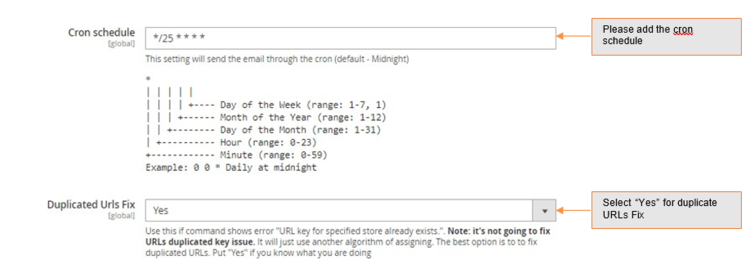 Cron schedule
[global]
*/25 * * * *
Please add the cron
schedule
This setting will send the email through the cron (default - Midnight)
*
| | | | |
| | | | +---- Day of the Week (range: 1-7, 1)
| | | +------ Month of the Year (range: 1-12)
| | +-------- Day of the Month (range: 1-31)
| +---------- Hour (range: 0-23)
+------------ Minute (range: 0-59)
Example: 0 0 * Daily at midnight
Duplicated Urls Fix
[global]
Yes
Select "Yes" for duplicate
URLs Fix
Use this if command shows error "URL key for specified store already exists.". Note: it's not going to fix
URLs duplicated key issue. It will just use another algorithm of assigning. The best option is to to fix
duplicated URLs. Put "Yes" if you know what you are doing